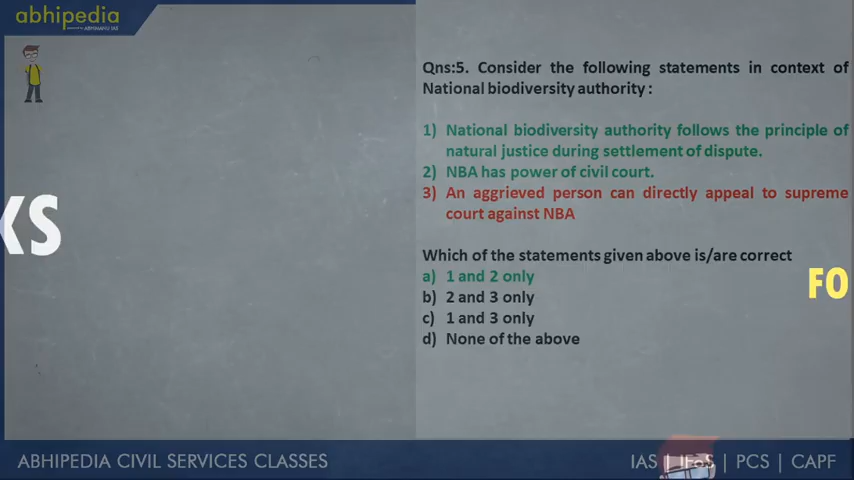 abhipedia
Qns:5. Consider the following statements in context of
National biodiversity authority :
1) National biodiversity authority follows the principle of
natural justice during settlement of dispute.
2) NBA has power of civil court.
3) An aggrieved person can directly appeal to supreme
court against NBA
KS
Which of the statements given above is/are correct
a) 1 and 2 only
FO
b) 2 and 3 only
c) 1 and 3 only
d) None of the above
ABHIPEDIA CIVIL SERVICES CLASSES
IAS | IFoS | PCS | CAPF